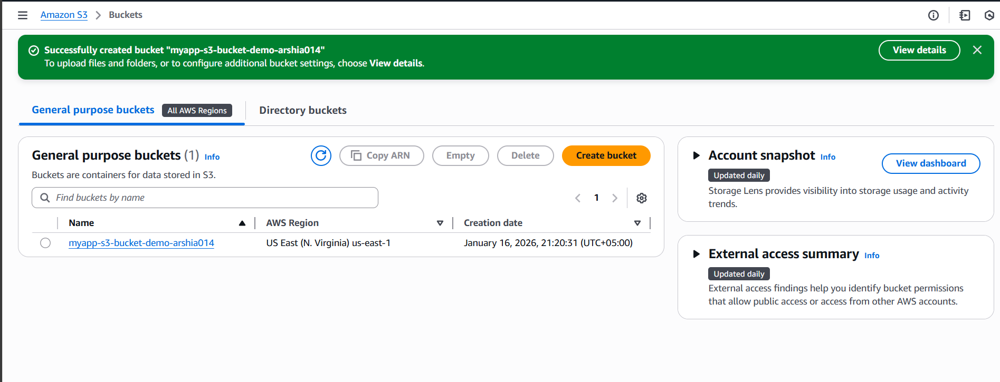 Amazon S3 > Buckets
Successfully created bucket "myapp-s3-bucket-demo-arshia014"
To upload files and folders, or to configure additional bucket settings, choose View details.
View details
General purpose buckets All AWS Regions
Directory buckets
General purpose buckets (1) Info
Copy ARN
Empty
Delete
Create bucket
Buckets are containers for data stored in S3.
Find buckets by name
1
Name AWS Region Creation date
myapp-s3-bucket-demo-arshia014 US East (N. Virginia) us-east-1 January 16, 2026, 21:20:31 (UTC+05:00)
Account snapshot Info
View dashboard
Updated daily
Storage Lens provides visibility into storage usage and activity
trends.
External access summary Info
Updated daily
External access findings help you identify bucket permissions
that allow public access or access from other AWS accounts.